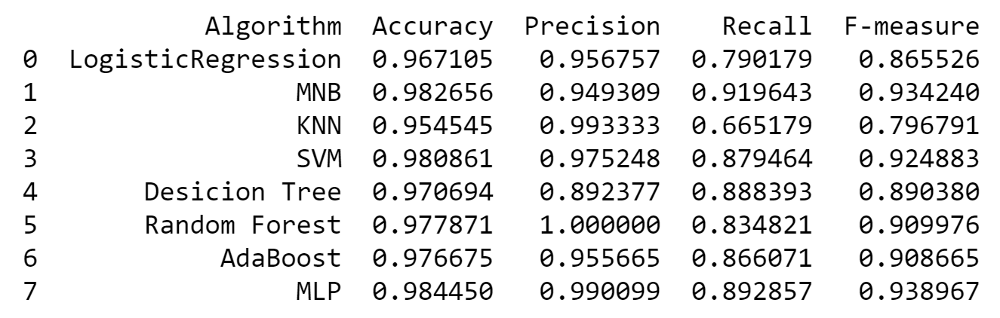 Algorithm Accuracy Precision Recall F-measure
0 LogisticRegression 0.967105 0.956757 0.790179 0.865526
1 MNB 0.982656 0.949309 0.919643 0.934240
2 KNN 0.954545 0.993333 0.665179 0.796791
3 SVM 0.980861 0.975248 0.879464 0.924883
4 Desicion Tree 0.970694 0.892377 0.888393 0.890380
5 Random Forest 0.977871 1.000000 0.834821 0.909976
6 AdaBoost 0.976675 0.955665 0.866071 0.908665
7 MLP 0.984450 0.990099 0.892857 0.938967